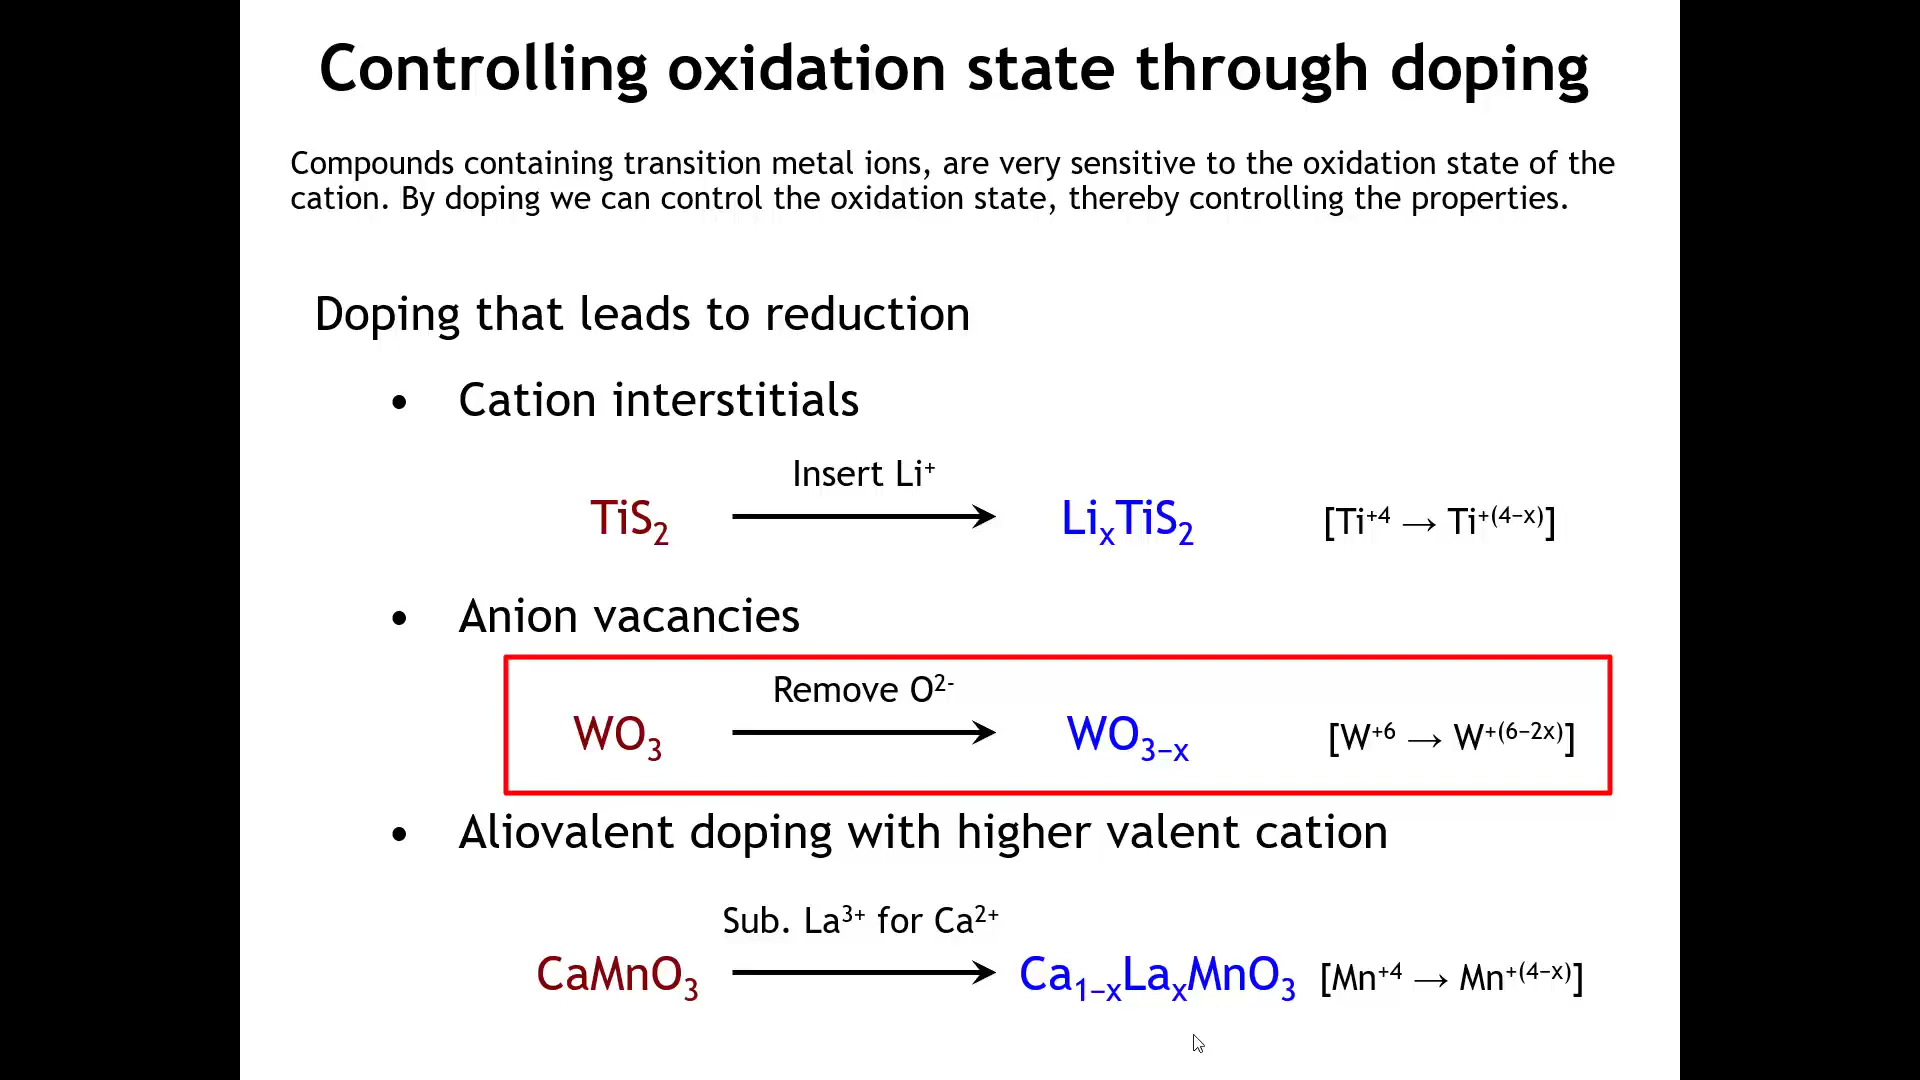 Controlling oxidation state through doping
Compounds containing transition metal ions, are very sensitive to the oxidation state of the
cation. By doping we can control the oxidation state, thereby controlling the properties.
Doping that leads to reduction
• Cation interstitials
Insert Li⁺
TiS₂ → LiₓTiS₂ [Ti⁺⁴ → Ti⁺⁽⁴⁻ˣ⁾]
• Anion vacancies
Remove O²⁻
WO₃ → WO₃₋ₓ [W⁺⁶ → W⁺⁽⁶⁻²ˣ⁾]
• Aliovalent doping with higher valent cation
Sub. La³⁺ for Ca²⁺
CaMnO₃ → Ca₁₋ₓLaₓMnO₃ [Mn⁺⁴ → Mn⁺⁽⁴⁻ˣ⁾]